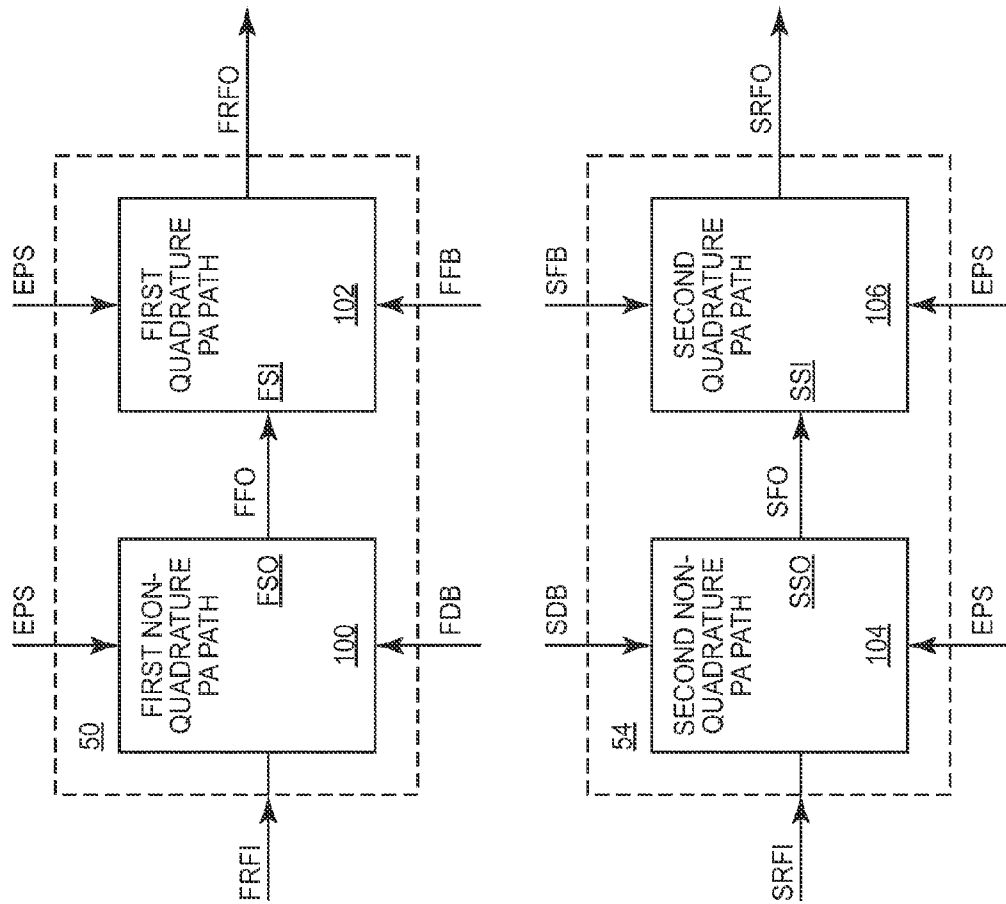 EPS
EPS
50
FIRST NON-
QUADRATURE
PA PATH
FSO
100
FIRST
QUADRATURE
PA PATH
FSI
102
FRFI
FFO
FRFO
FDB
FFB
SDB
SFB
54
SECOND NON-
QUADRATURE
PA PATH
SSO
104
SECOND
QUADRATURE
PA PATH
SSI
106
SRFI
SFO
SRFO
EPS
EPS